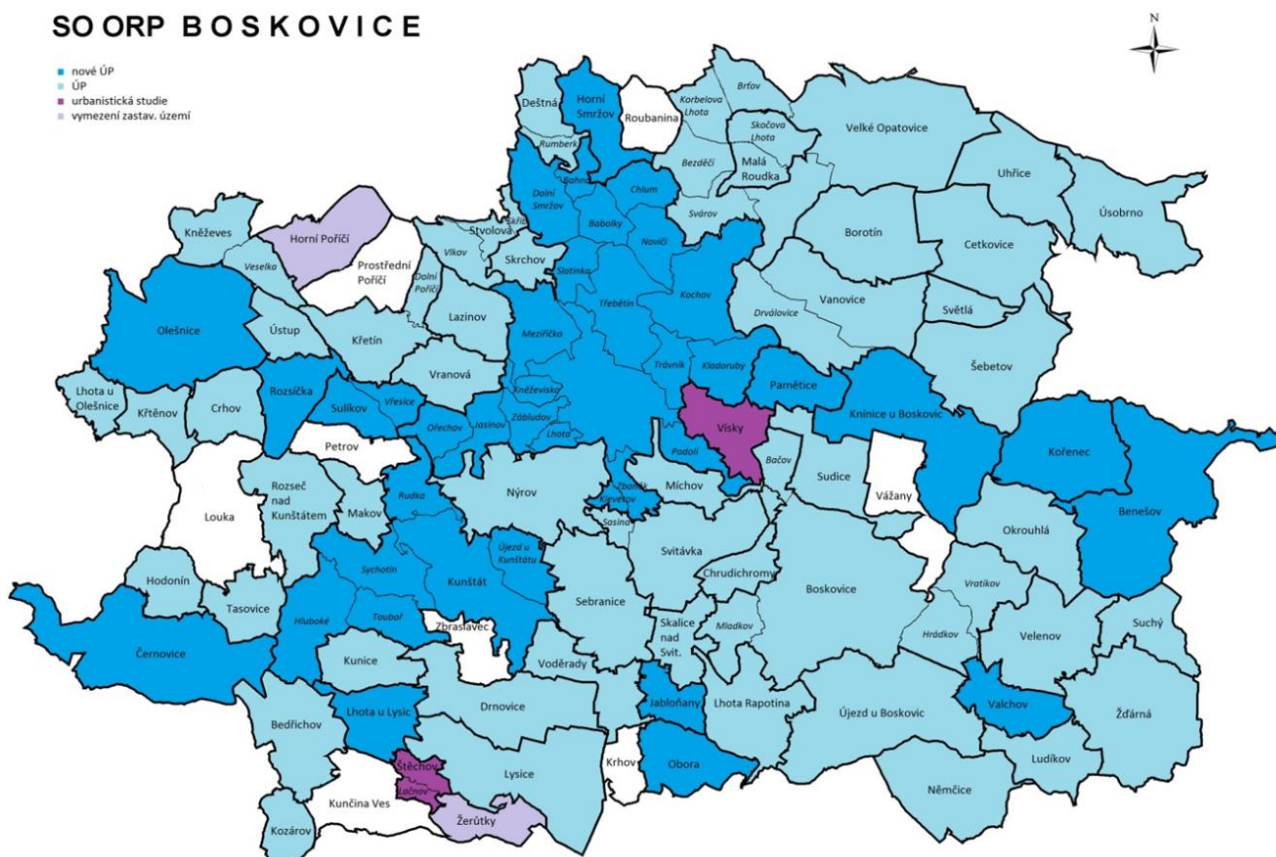 SO ORP BOSKOVICE
N
nové ÚP
ÚP
urbanistická studie
vymezení zastav. území
Deštná
Horní
Smržov
Roubanina
Korbelova
Lhota
Brťov
Skočova
Lhota
Velké Opatovice
Rumberk
Bezděčí
Malá
Roudka
Uhřice
Úsobrno
Dolní
Smržov
Bahna
Chlum
Svárov
Babolky
Kněževes
Horní Poříčí
Stvolová
Skřib
Novičí
Borotín
Cetkovice
Veselka
Prostřední
Poříčí
Vlkov
Skrchov
Dolní
Poříčí
Slatinka
Třebětín
Kochov
Vanovice
Drválovice
Světlá
Olešnice
Ústup
Křetín
Lazinov
Meziříčko
Šebetov
Vranová
Trávník
Kladoruby
Pamětice
Lhota u
Olešnice
Křtěnov
Crhov
Rozsíčka
Sulíkov
Vřesice
Kněževísko
Knínice u Boskovic
Ořechov
Jasinov
Zábludov
Lhota
Vísky
Petrov
Podolí
Bačov
Kořenec
Rozseč
nad
Kunštátem
Makov
Rudka
Nýrov
Zboněk
Klevetov
Míchov
Sudice
Vážany
Benešov
Louka
Sasina
Okrouhlá
Sychotín
Kunštát
Újezd u
Kunštátu
Svitávka
Hodonín
Tasovice
Chrudichromy
Boskovice
Vratíkov
Hluboké
Touboř
Zbraslavec
Sebranice
Skalice
nad
Svit.
Mladkov
Hrádkov
Velenov
Suchý
Černovice
Kunice
Voděrady
Bedřichov
Lhota u Lysic
Drnovice
Jabloňany
Lhota Rapotina
Újezd u Boskovic
Valchov
Žďárná
Štěchov
Lačnov
Lysice
Krhov
Obora
Ludíkov
Kunčina Ves
Žerůtky
Němčice
Kozárov